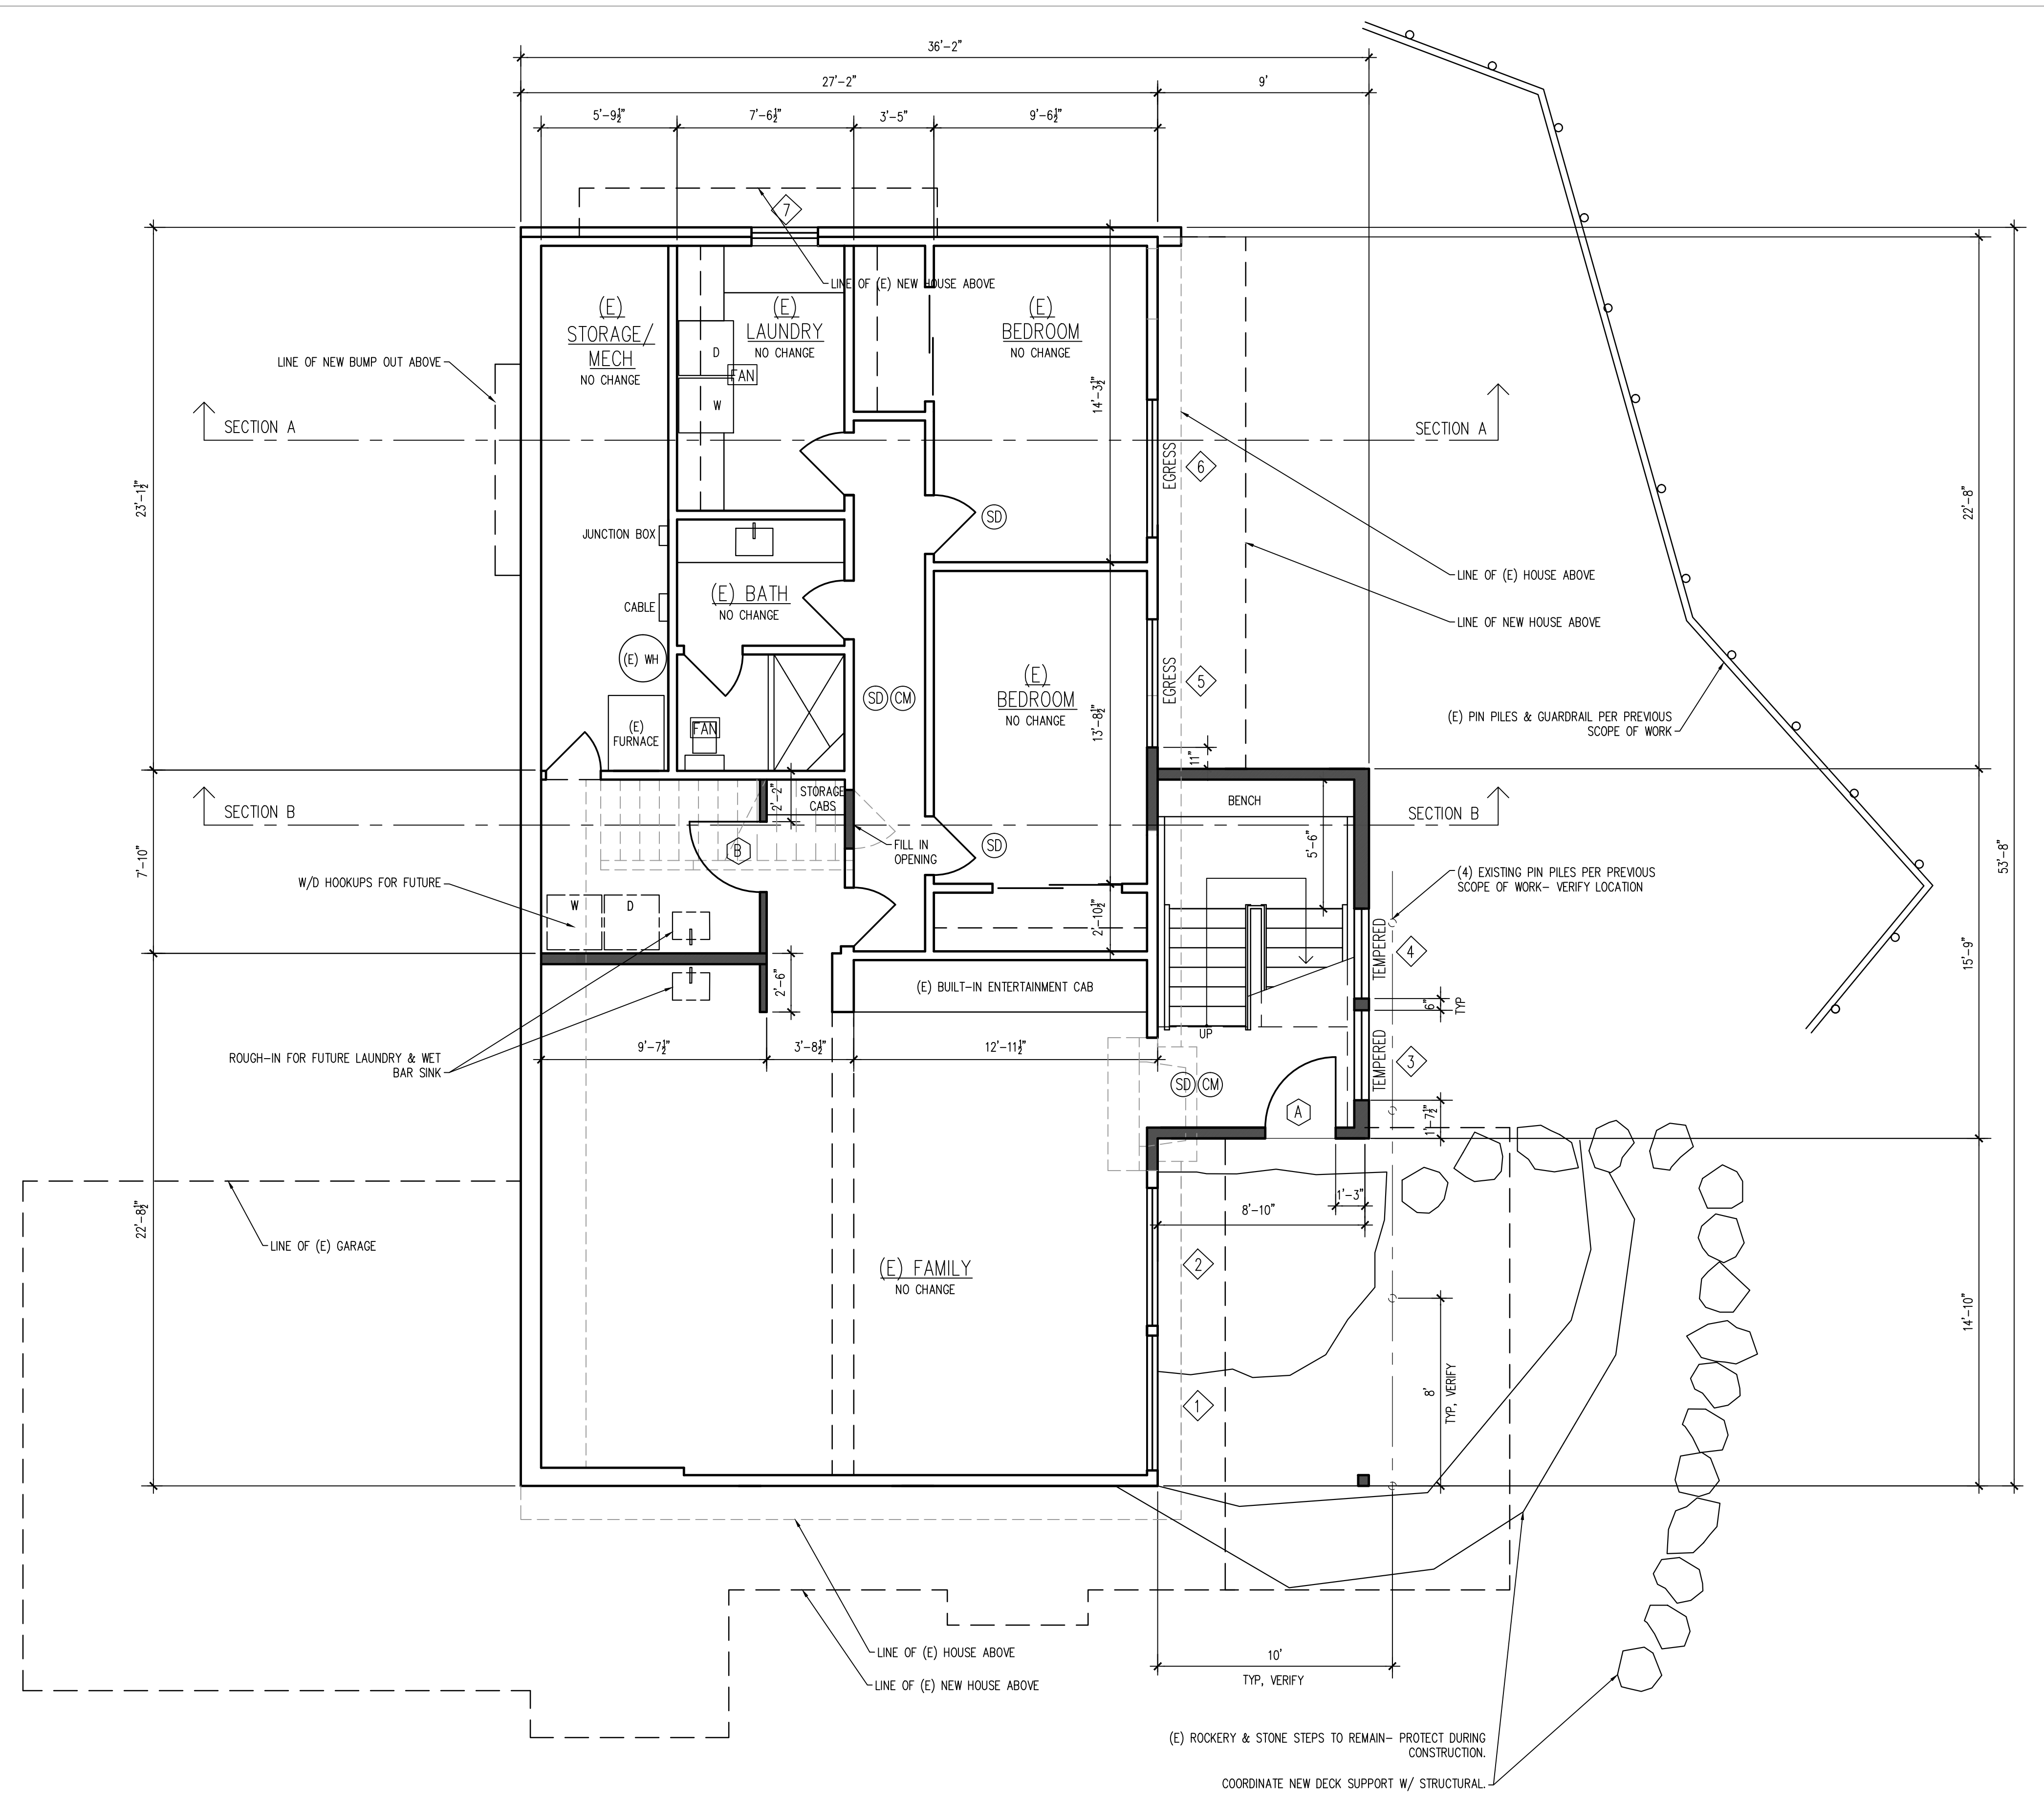 36'-2"
27'-2"
9'
5'-9½"
7'-6½"
3'-5"
9'-6½"
7
LINE OF (E) NEW HOUSE ABOVE
(E)
STORAGE/
MECH
NO CHANGE
(E)
LAUNDRY
NO CHANGE
D
FAN
W
(E)
BEDROOM
NO CHANGE
14'-3½"
LINE OF NEW BUMP OUT ABOVE
SECTION A
SECTION A
EGRESS
6
23'-1½"
22'-8"
SD
JUNCTION BOX
CABLE
(E) WH
(E)
FURNACE
(E) BATH
NO CHANGE
FAN
SD
CM
(E)
BEDROOM
NO CHANGE
13'-8½"
EGRESS
5
LINE OF (E) HOUSE ABOVE
LINE OF NEW HOUSE ABOVE
(E) PIN PILES & GUARDRAIL PER PREVIOUS
SCOPE OF WORK
11"
53'-8"
SECTION B
SECTION B
7'-10"
2'-2"
STORAGE
CABS
BENCH
5'-6"
B
FILL IN
OPENING
SD
W/D HOOKUPS FOR FUTURE
W
D
2'-10½"
(4) EXISTING PIN PILES PER PREVIOUS
SCOPE OF WORK- VERIFY LOCATION
TEMPERED
4
15'-9"
2'-6"
(E) BUILT-IN ENTERTAINMENT CAB
6"
TYP
UP
TEMPERED
3
ROUGH-IN FOR FUTURE LAUNDRY & WET
BAR SINK
9'-7½"
3'-8½"
12'-11½"
SD
CM
A
1'-7½"
1'-3"
8'-10"
22'-8½"
LINE OF (E) GARAGE
(E) FAMILY
NO CHANGE
2
1
14'-10"
8'
TYP, VERIFY
LINE OF (E) HOUSE ABOVE
LINE OF (E) NEW HOUSE ABOVE
10'
TYP, VERIFY
(E) ROCKERY & STONE STEPS TO REMAIN- PROTECT DURING
CONSTRUCTION.
COORDINATE NEW DECK SUPPORT W/ STRUCTURAL.